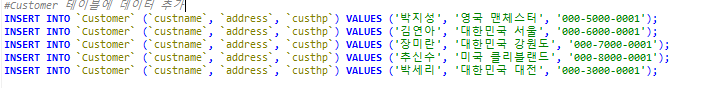 #Customer 테이블에 데이터 추가
INSERT INTO `Customer` (`custname`, `address`, `custhp`) VALUES ('박지성', '영국 맨체스터', '000-5000-0001');
INSERT INTO `Customer` (`custname`, `address`, `custhp`) VALUES ('김연아', '대한민국 서울', '000-6000-0001');
INSERT INTO `Customer` (`custname`, `address`, `custhp`) VALUES ('장미란', '대한민국 강원도', '000-7000-0001');
INSERT INTO `Customer` (`custname`, `address`, `custhp`) VALUES ('추신수', '미국 클리블랜드', '000-8000-0001');
INSERT INTO `Customer` (`custname`, `address`, `custhp`) VALUES ('박세리', '대한민국 대전', '000-3000-0001');